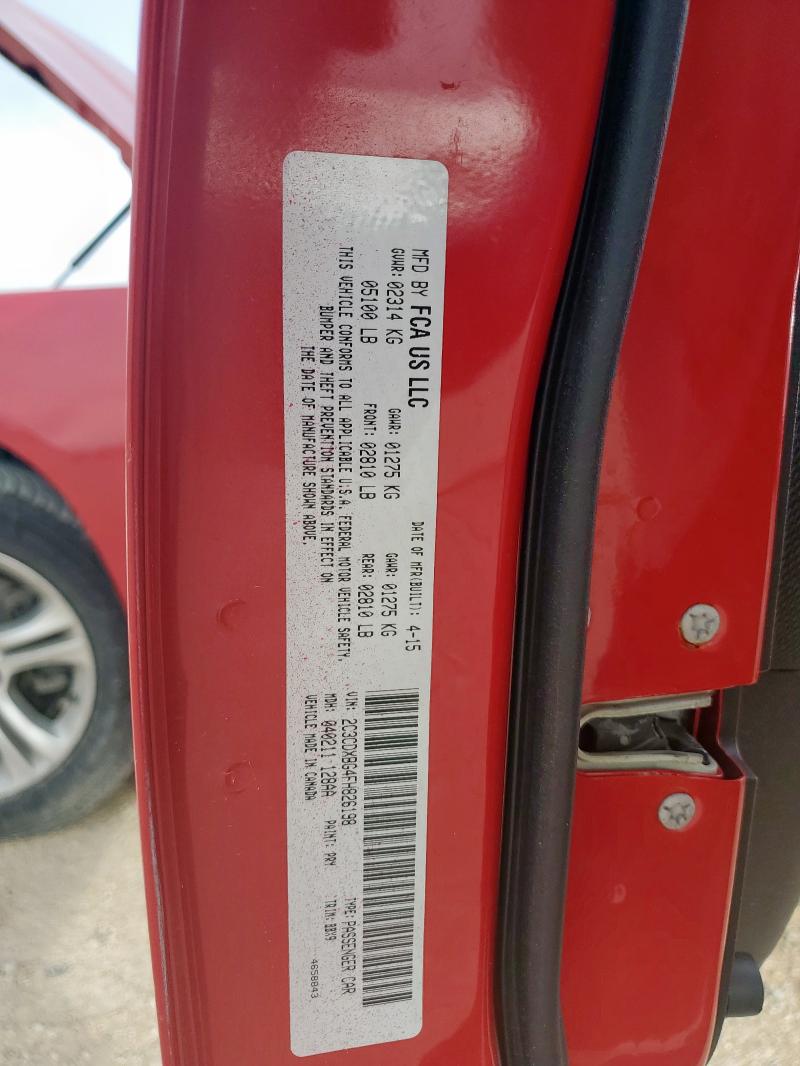 MFD BY FCA US LLC
DATE OF MFR(BUILT): 4-15
GVWR: 02314 KG
GAWR: 01275 KG
GAWR: 01275 KG
05100 LB
FRONT: 02810 LB
REAR: 02810 LB
THIS VEHICLE CONFORMS TO ALL APPLICABLE U.S.A. FEDERAL MOTOR VEHICLE SAFETY,
BUMPER AND THEFT PREVENTION STANDARDS IN EFFECT ON
THE DATE OF MANUFACTURE SHOWN ABOVE.
VIN: 2C3CDXBG4FH826198
TYPE: PASSENGER CAR
MDH: 040211 128AA
PAINT: PRY
TRIM: BBX9
VEHICLE MADE IN CANADA
4658843